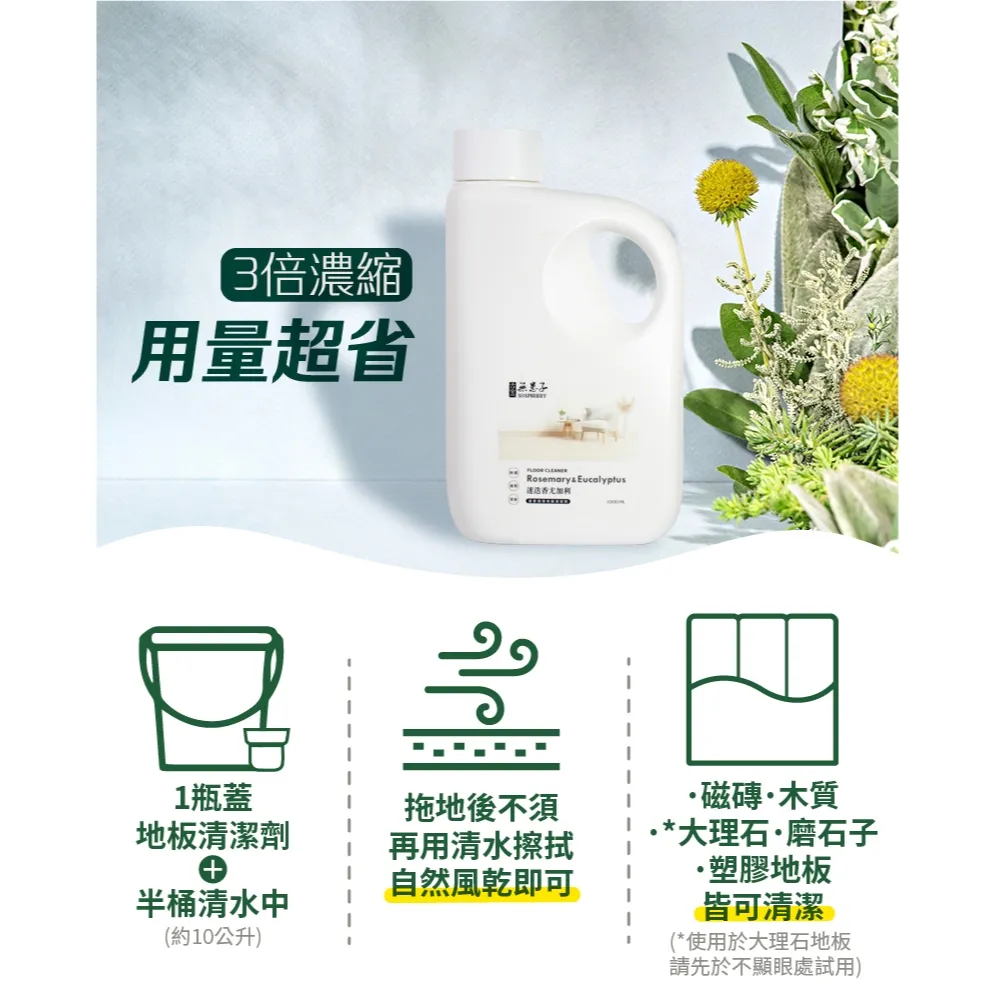 3倍濃縮
用量超省
無患子
SOAPBERRY
FLOOR CLEANER
Rosemary&Eucalyptus
迷迭香尤加利
1000ML
1瓶蓋
地板清潔劑
+
半桶清水中
(約10公升)
拖地後不須
再用清水擦拭
自然風乾即可
·磁磚·木質
·*大理石·磨石子
·塑膠地板
皆可清潔
(*使用於大理石地板
請先於不顯眼處試用)